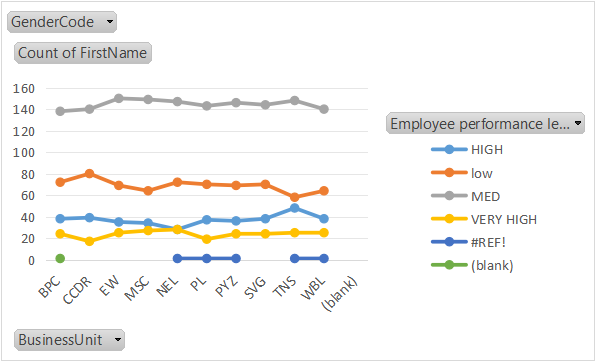 GenderCode
Count of FirstName
160
140
120
100
80
60
40
20
0
BPC
CCDR
EW
MSC
NEL
PL
PYZ
SVG
TNS
WBL
(blank)
Employee performance le...
HIGH
low
MED
VERY HIGH
#REF!
(blank)
BusinessUnit